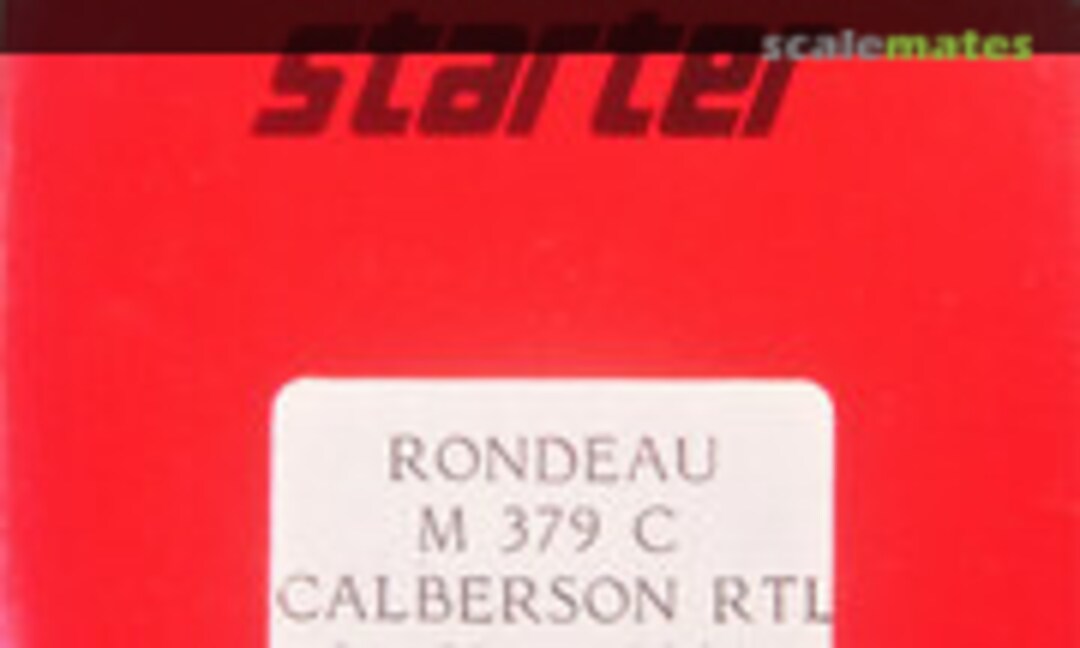 starter
scalemates
RONDEAU
M 379 C
CALBERSON RTL